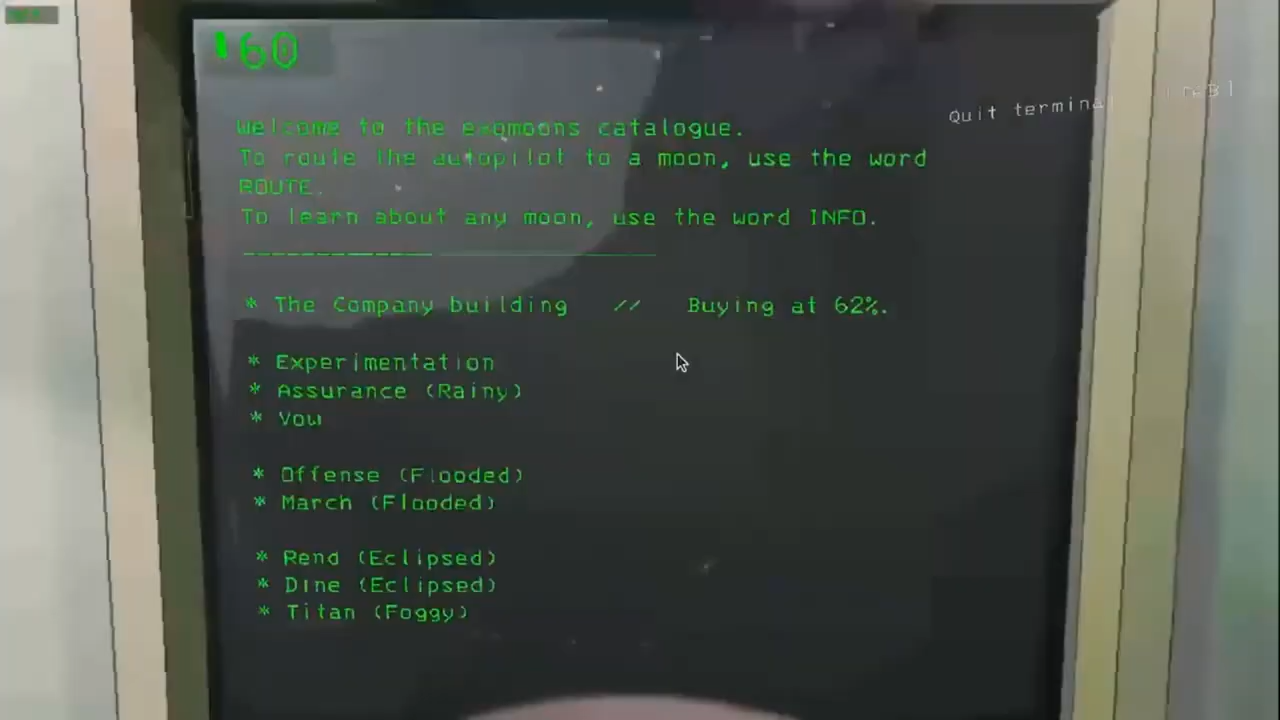 60
Welcome to the exomoons catalogue.
To route the autopilot to a moon, use the word
ROUTE.
To learn about any moon, use the word INFO.
* The Company building // Buying at 62%.
* Experimentation
* Assurance (Rainy)
* Vow
* Offense (Flooded)
* March (Flooded)
* Rend (Eclipsed)
* Dine (Eclipsed)
* Titan (Foggy)
Quit terminal